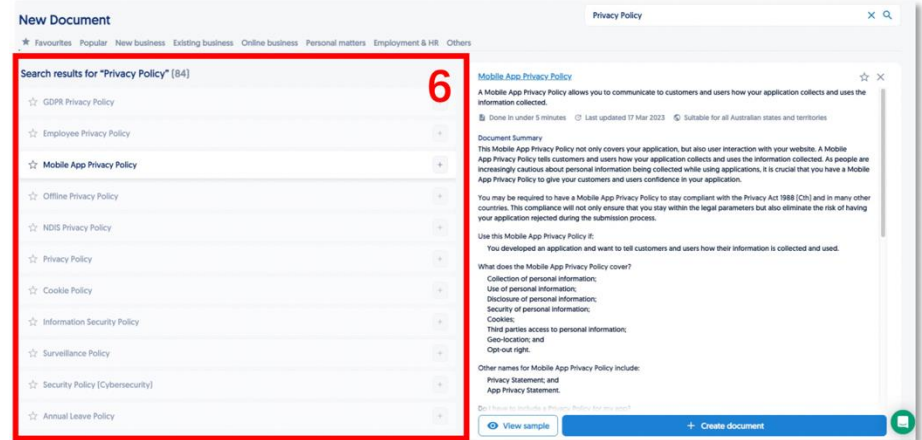 New Document
Privacy Policy
Favourites Popular New business Existing business Online business Personal matters Employment & HR Others
Search results for "Privacy Policy" (84)
6
GDPR Privacy Policy
Employee Privacy Policy
Mobile App Privacy Policy
Offline Privacy Policy
NDIS Privacy Policy
Privacy Policy
Cookie Policy
Information Security Policy
Surveillance Policy
Security Policy (Cybersecurity)
Annual Leave Policy
Mobile App Privacy Policy
A Mobile App Privacy Policy allows you to communicate to customers and users how your application collects and uses the
information collected.
Done in under 5 minutes Last updated 17 Mar 2023 Suitable for all Australian states and territories
Document Summary
This Mobile App Privacy Policy not only covers your application, but also user interaction with your website. A Mobile
App Privacy Policy tells customers and users how your application collects and uses the information collected. As people are
increasingly cautious about personal information being collected while using applications, it is crucial that you have a Mobile
App Privacy Policy to give your customers and users confidence in your application.
You may be required to have a Mobile App Privacy Policy to stay compliant with the Privacy Act 1988 (Cth) and in many other
countries. This compliance will not only ensure that you stay within the legal parameters but also eliminate the risk of having
your application rejected during the submission process.
Use this Mobile App Privacy Policy if:
You developed an application and want to tell customers and users how their information is collected and used.
What does the Mobile App Privacy Policy cover?
Collection of personal information;
Use of personal information;
Disclosure of personal information;
Security of personal information;
Cookies;
Third parties access to personal information;
Geo-location; and
Opt-out right.
Other names for Mobile App Privacy Policy include:
Privacy Statement; and
App Privacy Statement.
Do I have to include a Privacy Policy for my app?
View sample
+ Create document